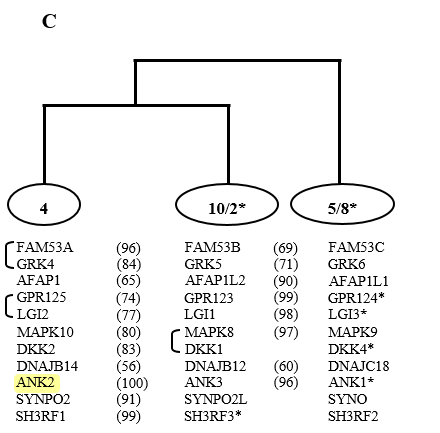 C
4 10/2* 5/8*
FAM53A (96) FAM53B (69) FAM53C
GRK4 (84) GRK5 (71) GRK6
AFAP1 (65) AFAP1L2 (90) AFAP1L1
GPR125 (74) GPR123 (99) GPR124*
LGI2 (77) LGI1 (98) LGI3*
MAPK10 (80) MAPK8 (97) MAPK9
DKK2 (83) DKK1 DKK4*
DNAJB14 (56) DNAJB12 (60) DNAJC18
ANK2 (100) ANK3 (96) ANK1*
SYNPO2 (91) SYNPO2L SYNO
SH3RF1 (99) SH3RF3* SH3RF2